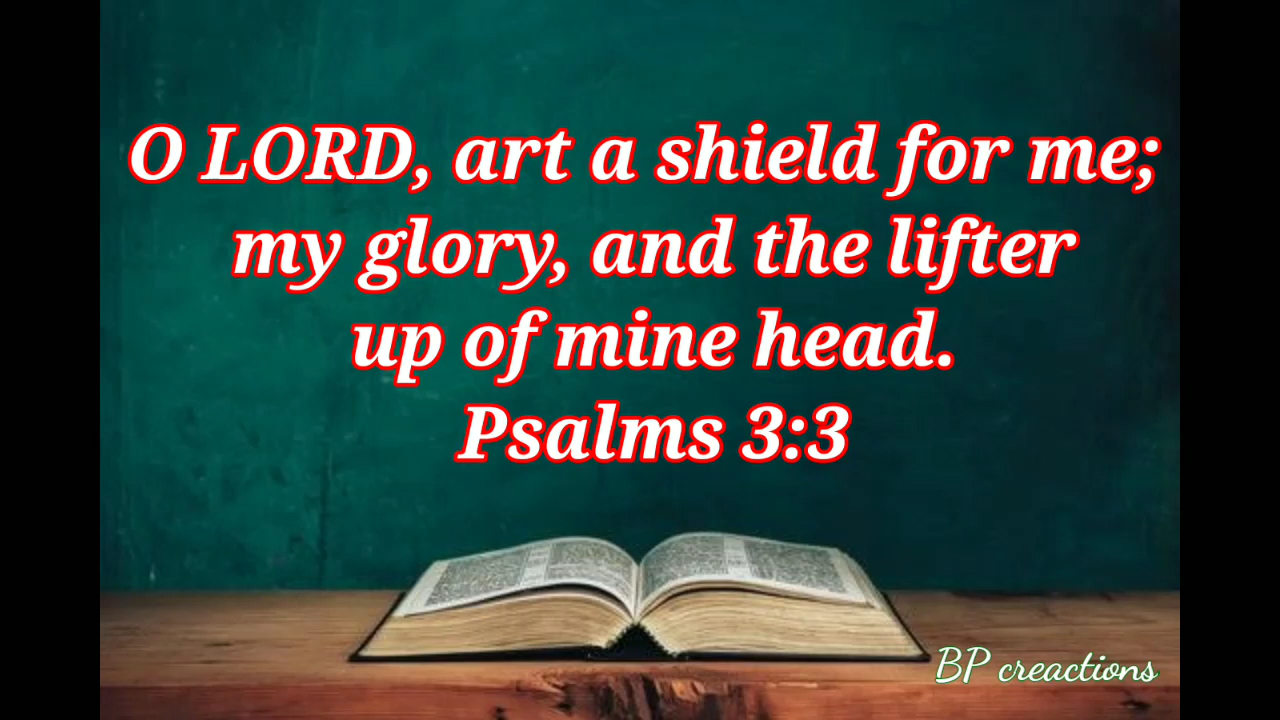 O LORD, art a shield for me;
my glory, and the lifter
up of mine head.
Psalms 3:3
BP creactions